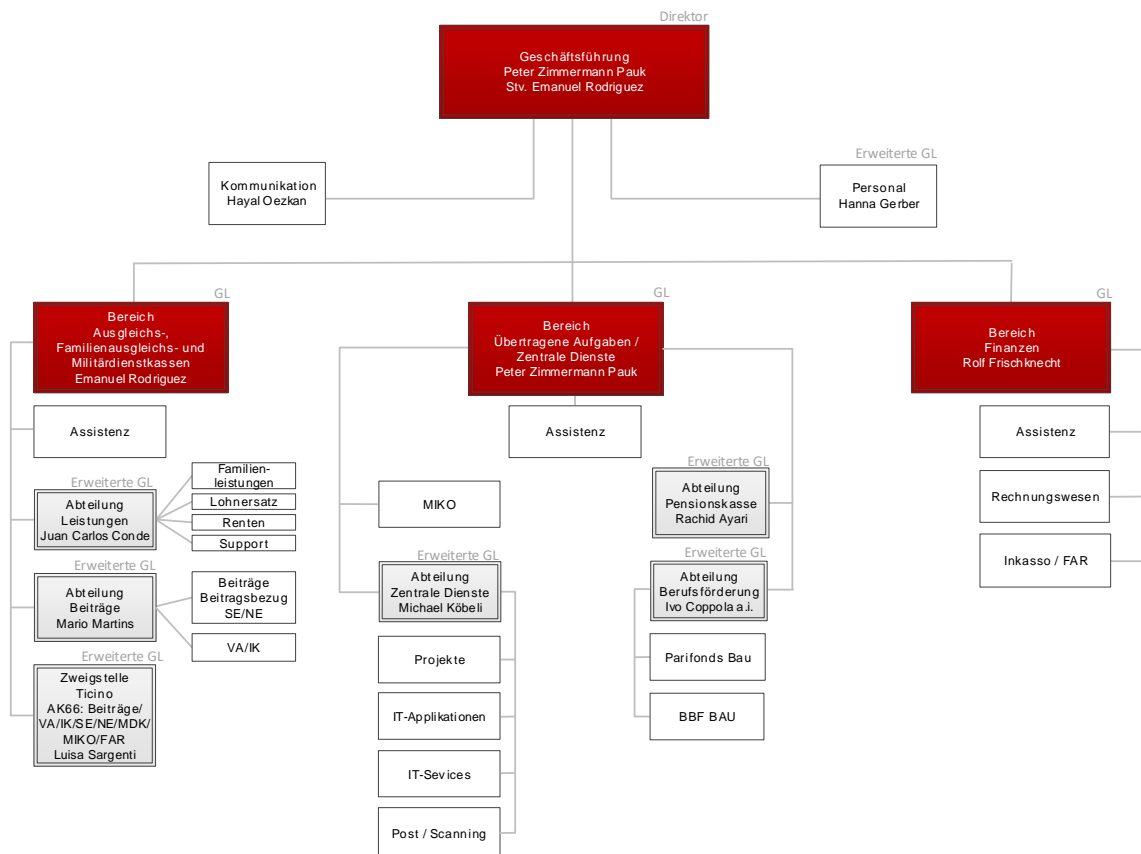 Direktor
Geschäftsführung
Peter Zimmermann Pauk
Stv. Emanuel Rodriguez
Kommunikation
Hayal Oezkan
Erweiterte GL
Personal
Hanna Gerber
GL
Bereich
Ausgleichs-,
Familienausgleichs- und
Militärdienstkassen
Emanuel Rodriguez
GL
Bereich
Übertragene Aufgaben /
Zentrale Dienste
Peter Zimmermann Pauk
GL
Bereich
Finanzen
Rolf Frischknecht
Assistenz
Erweiterte GL
Abteilung
Leistungen
Juan Carlos Conde
Familien-
leistungen
Lohnersatz
Renten
Support
Erweiterte GL
Abteilung
Beiträge
Mario Martins
Beiträge
Beitragsbezug
SE/NE
VA/IK
Erweiterte GL
Zweigstelle
Ticino
AK66: Beiträge/
VA/IK/SE/NE/MDK/
MIKO/FAR
Luisa Sargenti
Assistenz
MIKO
Erweiterte GL
Abteilung
Zentrale Dienste
Michael Köbeli
Projekte
IT-Applikationen
IT-Sevices
Post / Scanning
Erweiterte GL
Abteilung
Pensionskasse
Rachid Ayari
Erweiterte GL
Abteilung
Berufsförderung
Ivo Coppola a.i.
Parifonds Bau
BBF BAU
Assistenz
Rechnungswesen
Inkasso / FAR